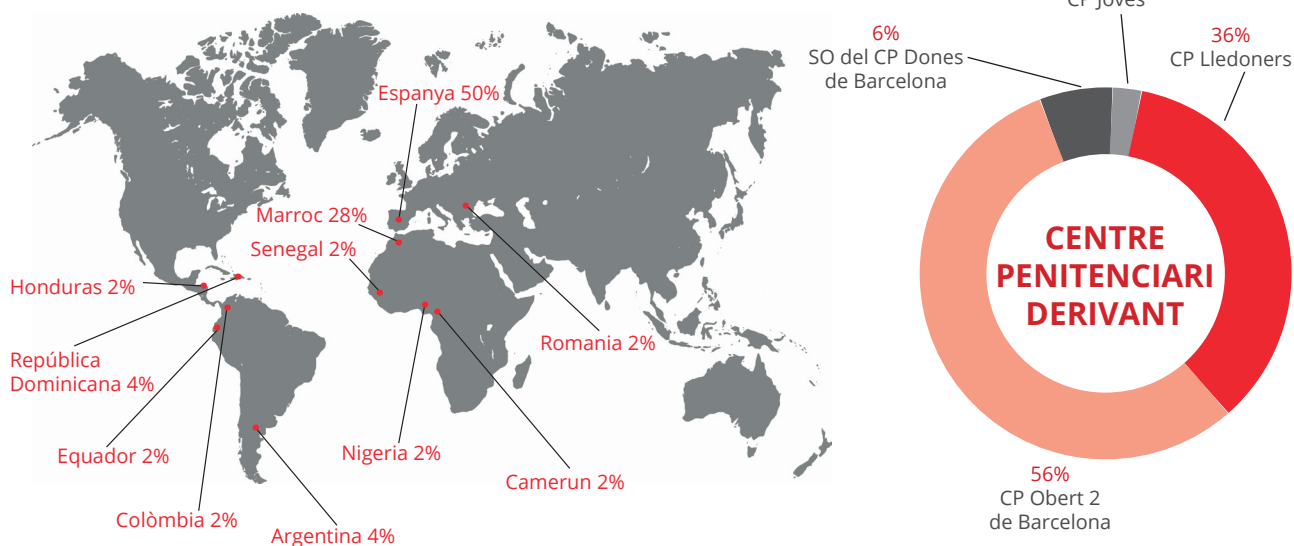 Espanya 50%
Marroc 28%
Senegal 2%
Honduras 2%
República
Dominicana 4%
Equador 2%
Colòmbia 2%
Argentina 4%
Nigeria 2%
Camerun 2%
Romania 2%
CP Joves
6%
SO del CP Dones
de Barcelona
36%
CP Lledoners
CENTRE
PENITENCIARI
DERIVANT
56%
CP Obert 2
de Barcelona